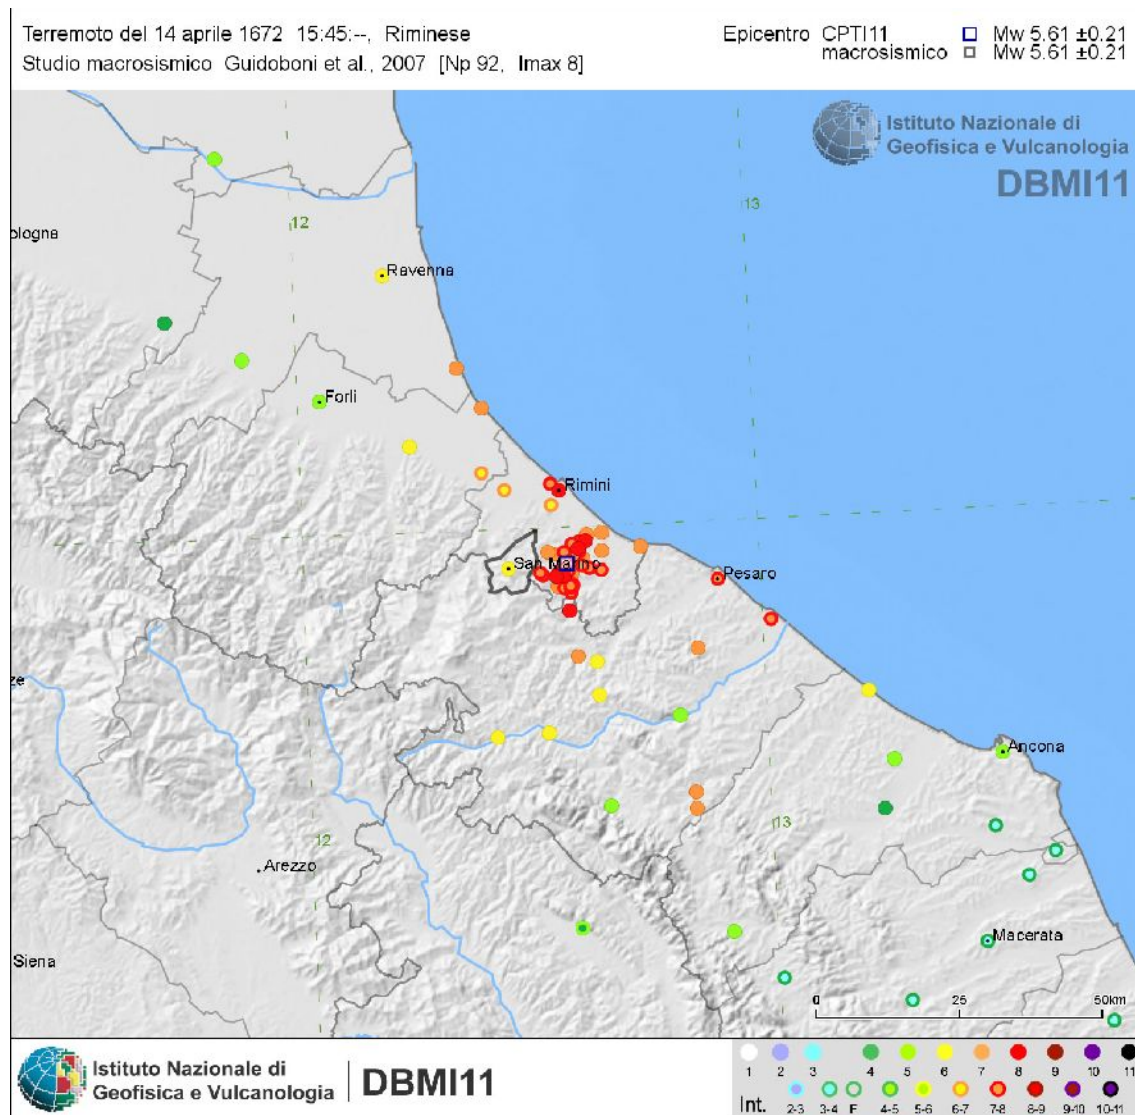 Terremoto del 14 aprile 1672 15:45:--, Riminese
Studio macrosismico Guidoboni et al., 2007 [Np 92, Imax 8]
Epicentro CPTI11 Mw 5.61 ±0.21
macrosismico Mw 5.61 ±0.21
Istituto Nazionale di
Geofisica e Vulcanologia
DBMI11
12
13
ologna
Ravenna
Forli
Rimini
San Marino
Pesaro
ze
Ancona
12
13
Arezzo
Macerata
Siena
0 25 50km
Istituto Nazionale di
Geofisica e Vulcanologia
DBMI11
1 2 3 4 5 6 7 8 9 10 11
Int. 2-3 3-4 F 4-5 5-6 6-7 7-8 8-9 9-10 10-11